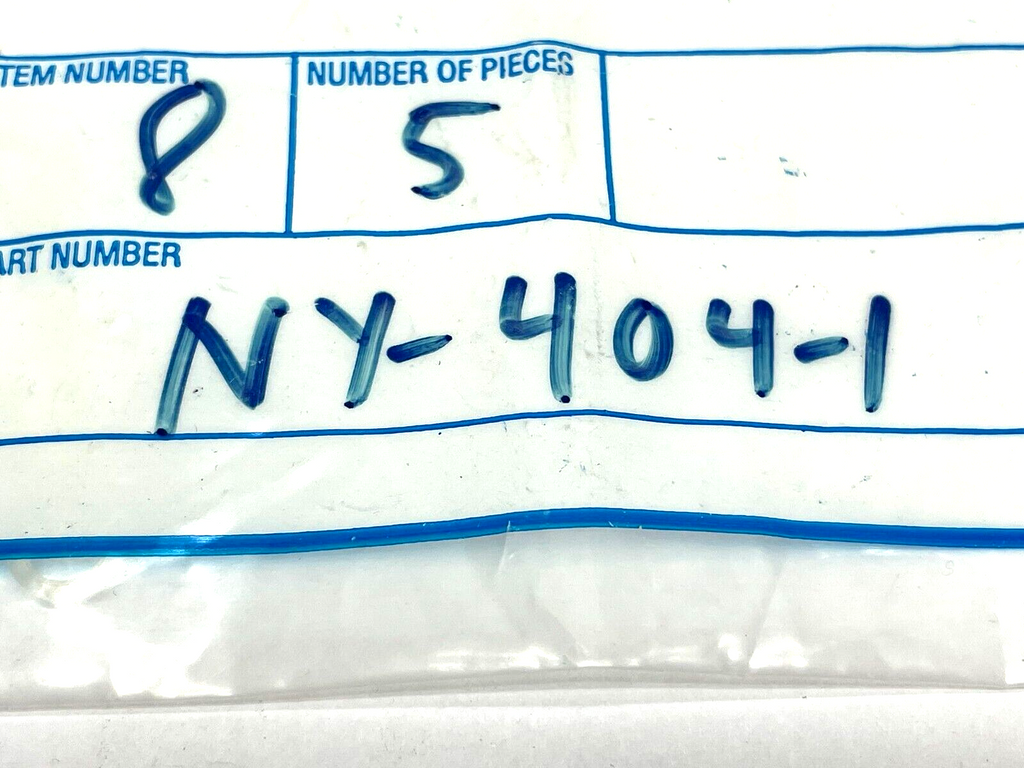 TEM NUMBER
NUMBER OF PIECES
8
5
ART NUMBER
NY-404-1